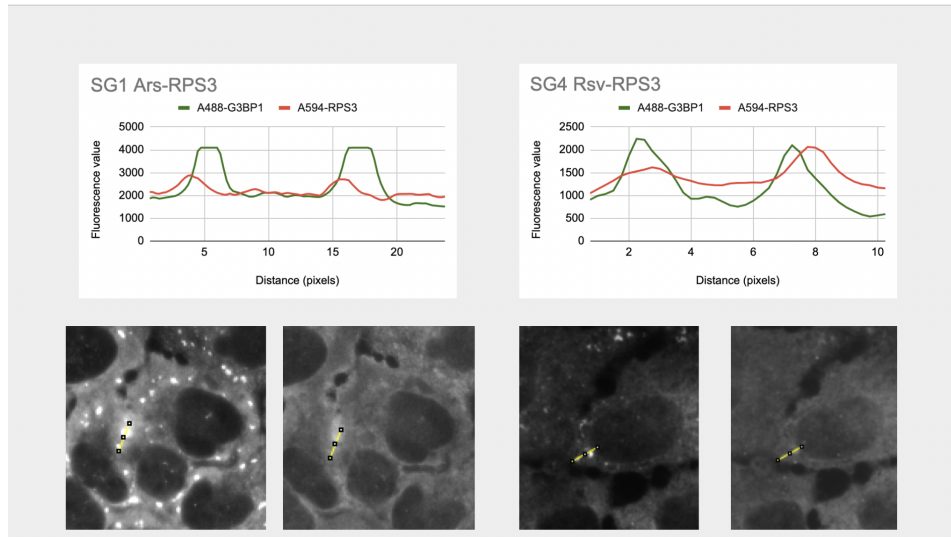 SG1 Ars-RPS3
A488-G3BP1 A594-RPS3
Fluorescence value
5000
4000
3000
2000
1000
0
5 10 15 20
Distance (pixels)
SG4 Rsv-RPS3
A488-G3BP1 A594-RPS3
Fluorescence value
2500
2000
1500
1000
500
0
2 4 6 8 10
Distance (pixels)